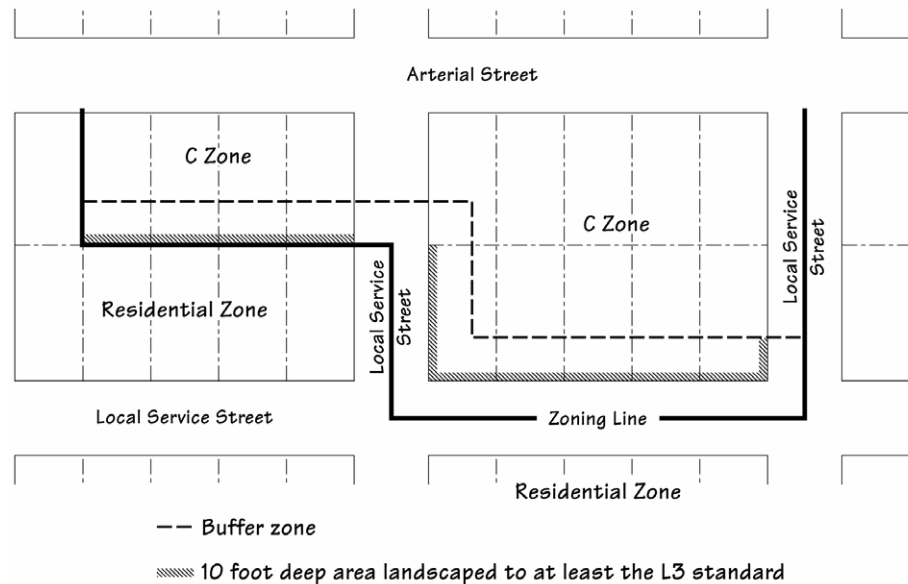 Arterial Street
C Zone
C Zone
Local Service
Street
Residential Zone
Local Service
Street
Local Service Street
Zoning Line
Residential Zone
Buffer zone
10 foot deep area landscaped to at least the L3 standard